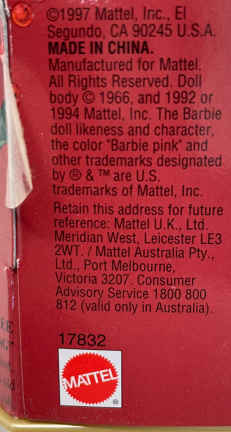 ©1997 Mattel, Inc., El
Segundo, CA 90245 U.S.A.
MADE IN CHINA.
Manufactured for Mattel.
All Rights Reserved. Doll
body © 1966, and 1992 or
1994 Mattel, Inc. The Barbie
doll likeness and character,
the color "Barbie pink" and
other trademarks designated
by ® & ™ are U.S.
trademarks of Mattel, Inc.
Retain this address for future
reference: Mattel U.K., Ltd.
Meridian West, Leicester LE3
2WT. / Mattel Australia Pty.,
Ltd., Port Melbourne,
Victoria 3207. Consumer
Advisory Service 1800 800
812 (valid only in Australia).
17832
MATTEL
®